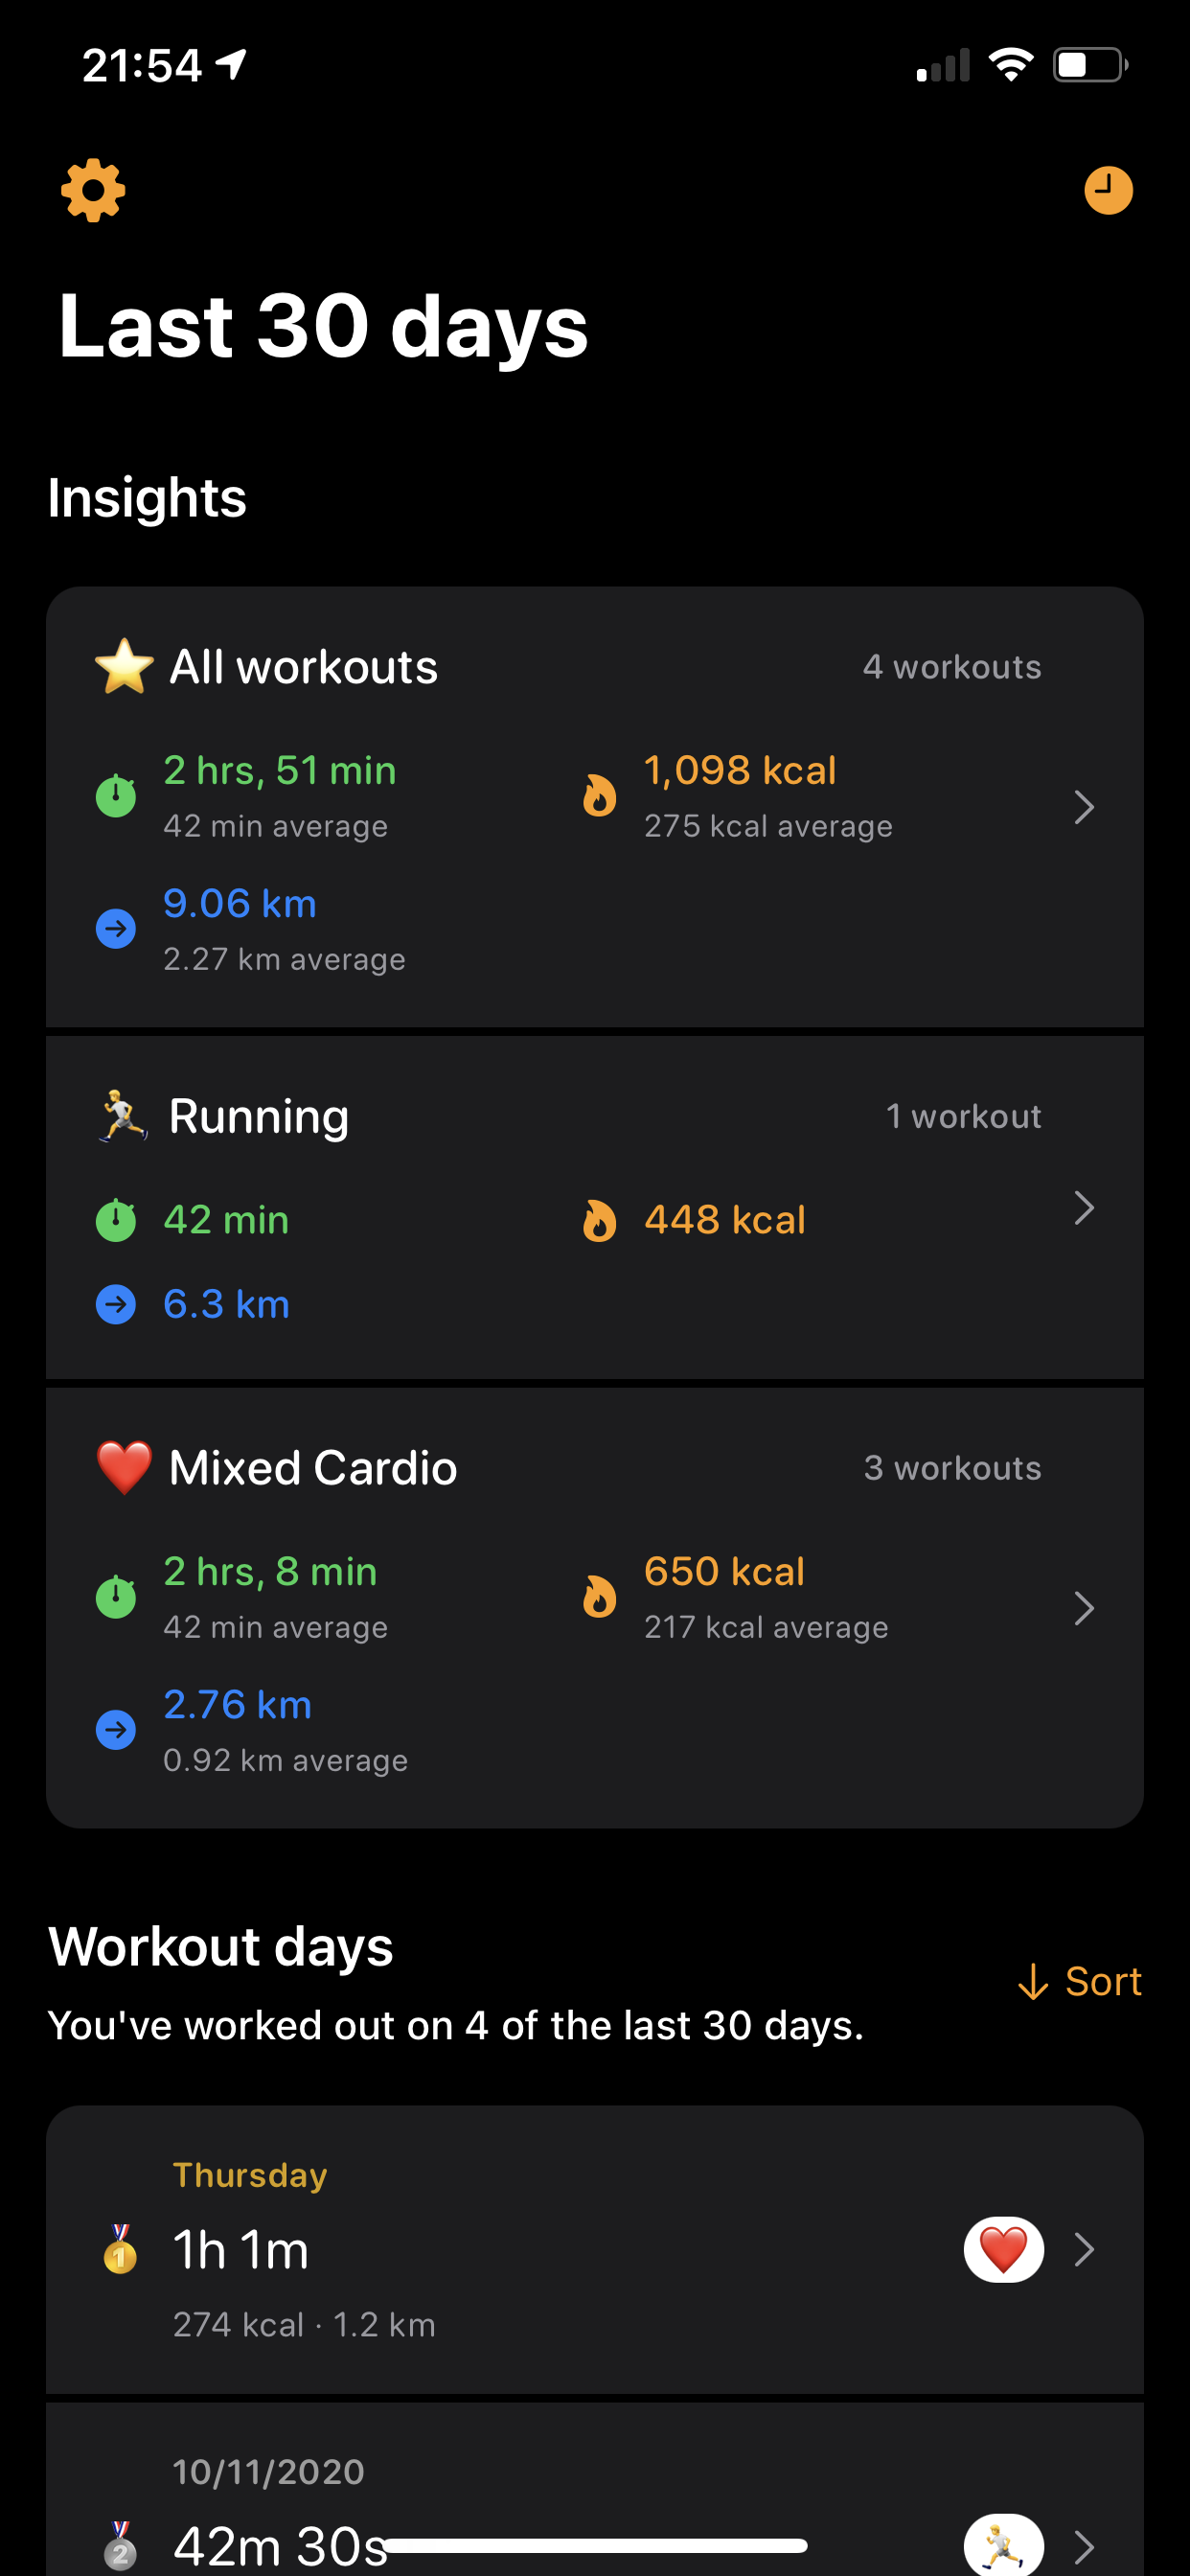 21:54
Last 30 days
Insights
All workouts
4 workouts
2 hrs, 51 min
1,098 kcal
42 min average
275 kcal average
9.06 km
2.27 km average
Running
1 workout
42 min
448 kcal
6.3 km
Mixed Cardio
3 workouts
2 hrs, 8 min
650 kcal
42 min average
217 kcal average
2.76 km
0.92 km average
Workout days
Sort
You've worked out on 4 of the last 30 days.
Thursday
1
1h 1m
274 kcal · 1.2 km
10/11/2020
2
42m 30s